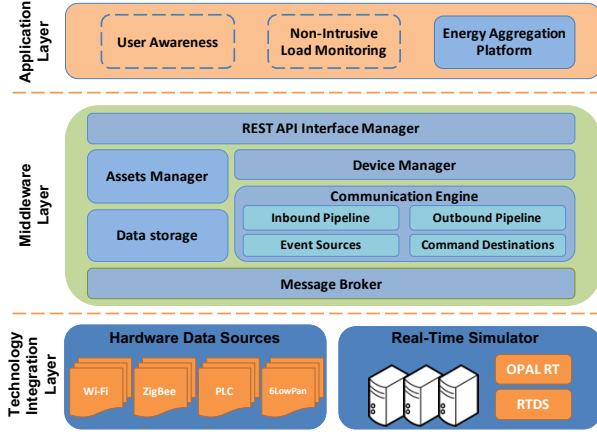 Application
Layer
User Awareness
Non-Intrusive
Load Monitoring
Energy Aggregation
Platform
Middleware
Layer
REST API Interface Manager
Assets Manager
Data storage
Device Manager
Communication Engine
Inbound Pipeline
Outbound Pipeline
Event Sources
Command Destinations
Message Broker
Technology
Integration
Layer
Hardware Data Sources
Wi-Fi
ZigBee
PLC
6LowPan
Real-Time Simulator
OPAL RT
RTDS